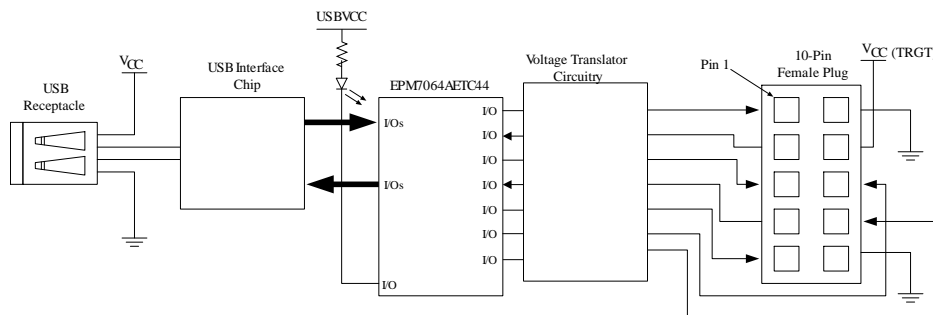 USBVCC
VCC
USB
Receptacle
USB Interface
Chip
EPM7064AETC44
I/Os
I/Os
I/O
I/O
I/O
I/O
I/O
I/O
I/O
I/O
Voltage Translator
Circuitry
Pin 1
10-Pin
Female Plug
VCC (TRGT